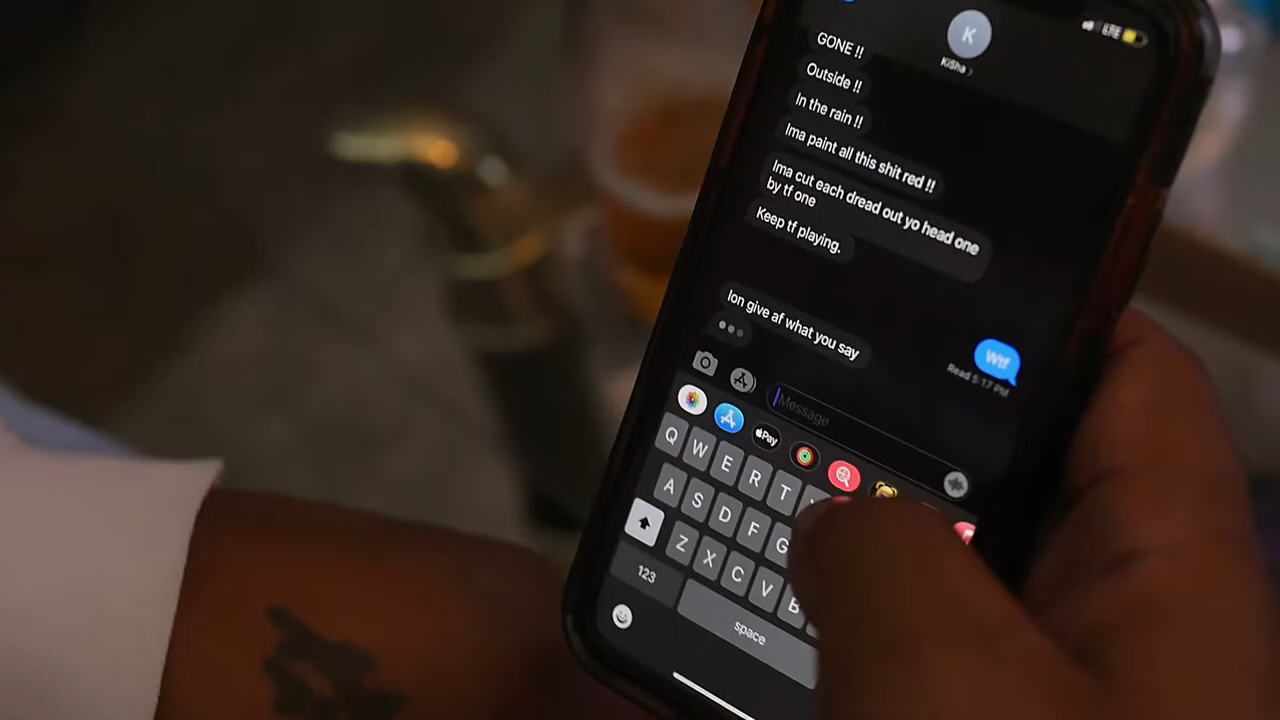 LTE
K
KiSha
GONE !!
Outside !!
In the rain !!
Ima paint all this shit red !!
Ima cut each dread out yo head one
by tf one
Keep tf playing.
Wtf
Read 5:17 PM
Ion give af what you say
Message
Pay
Q W E R T
A S D F G
Z X C V B
123
space